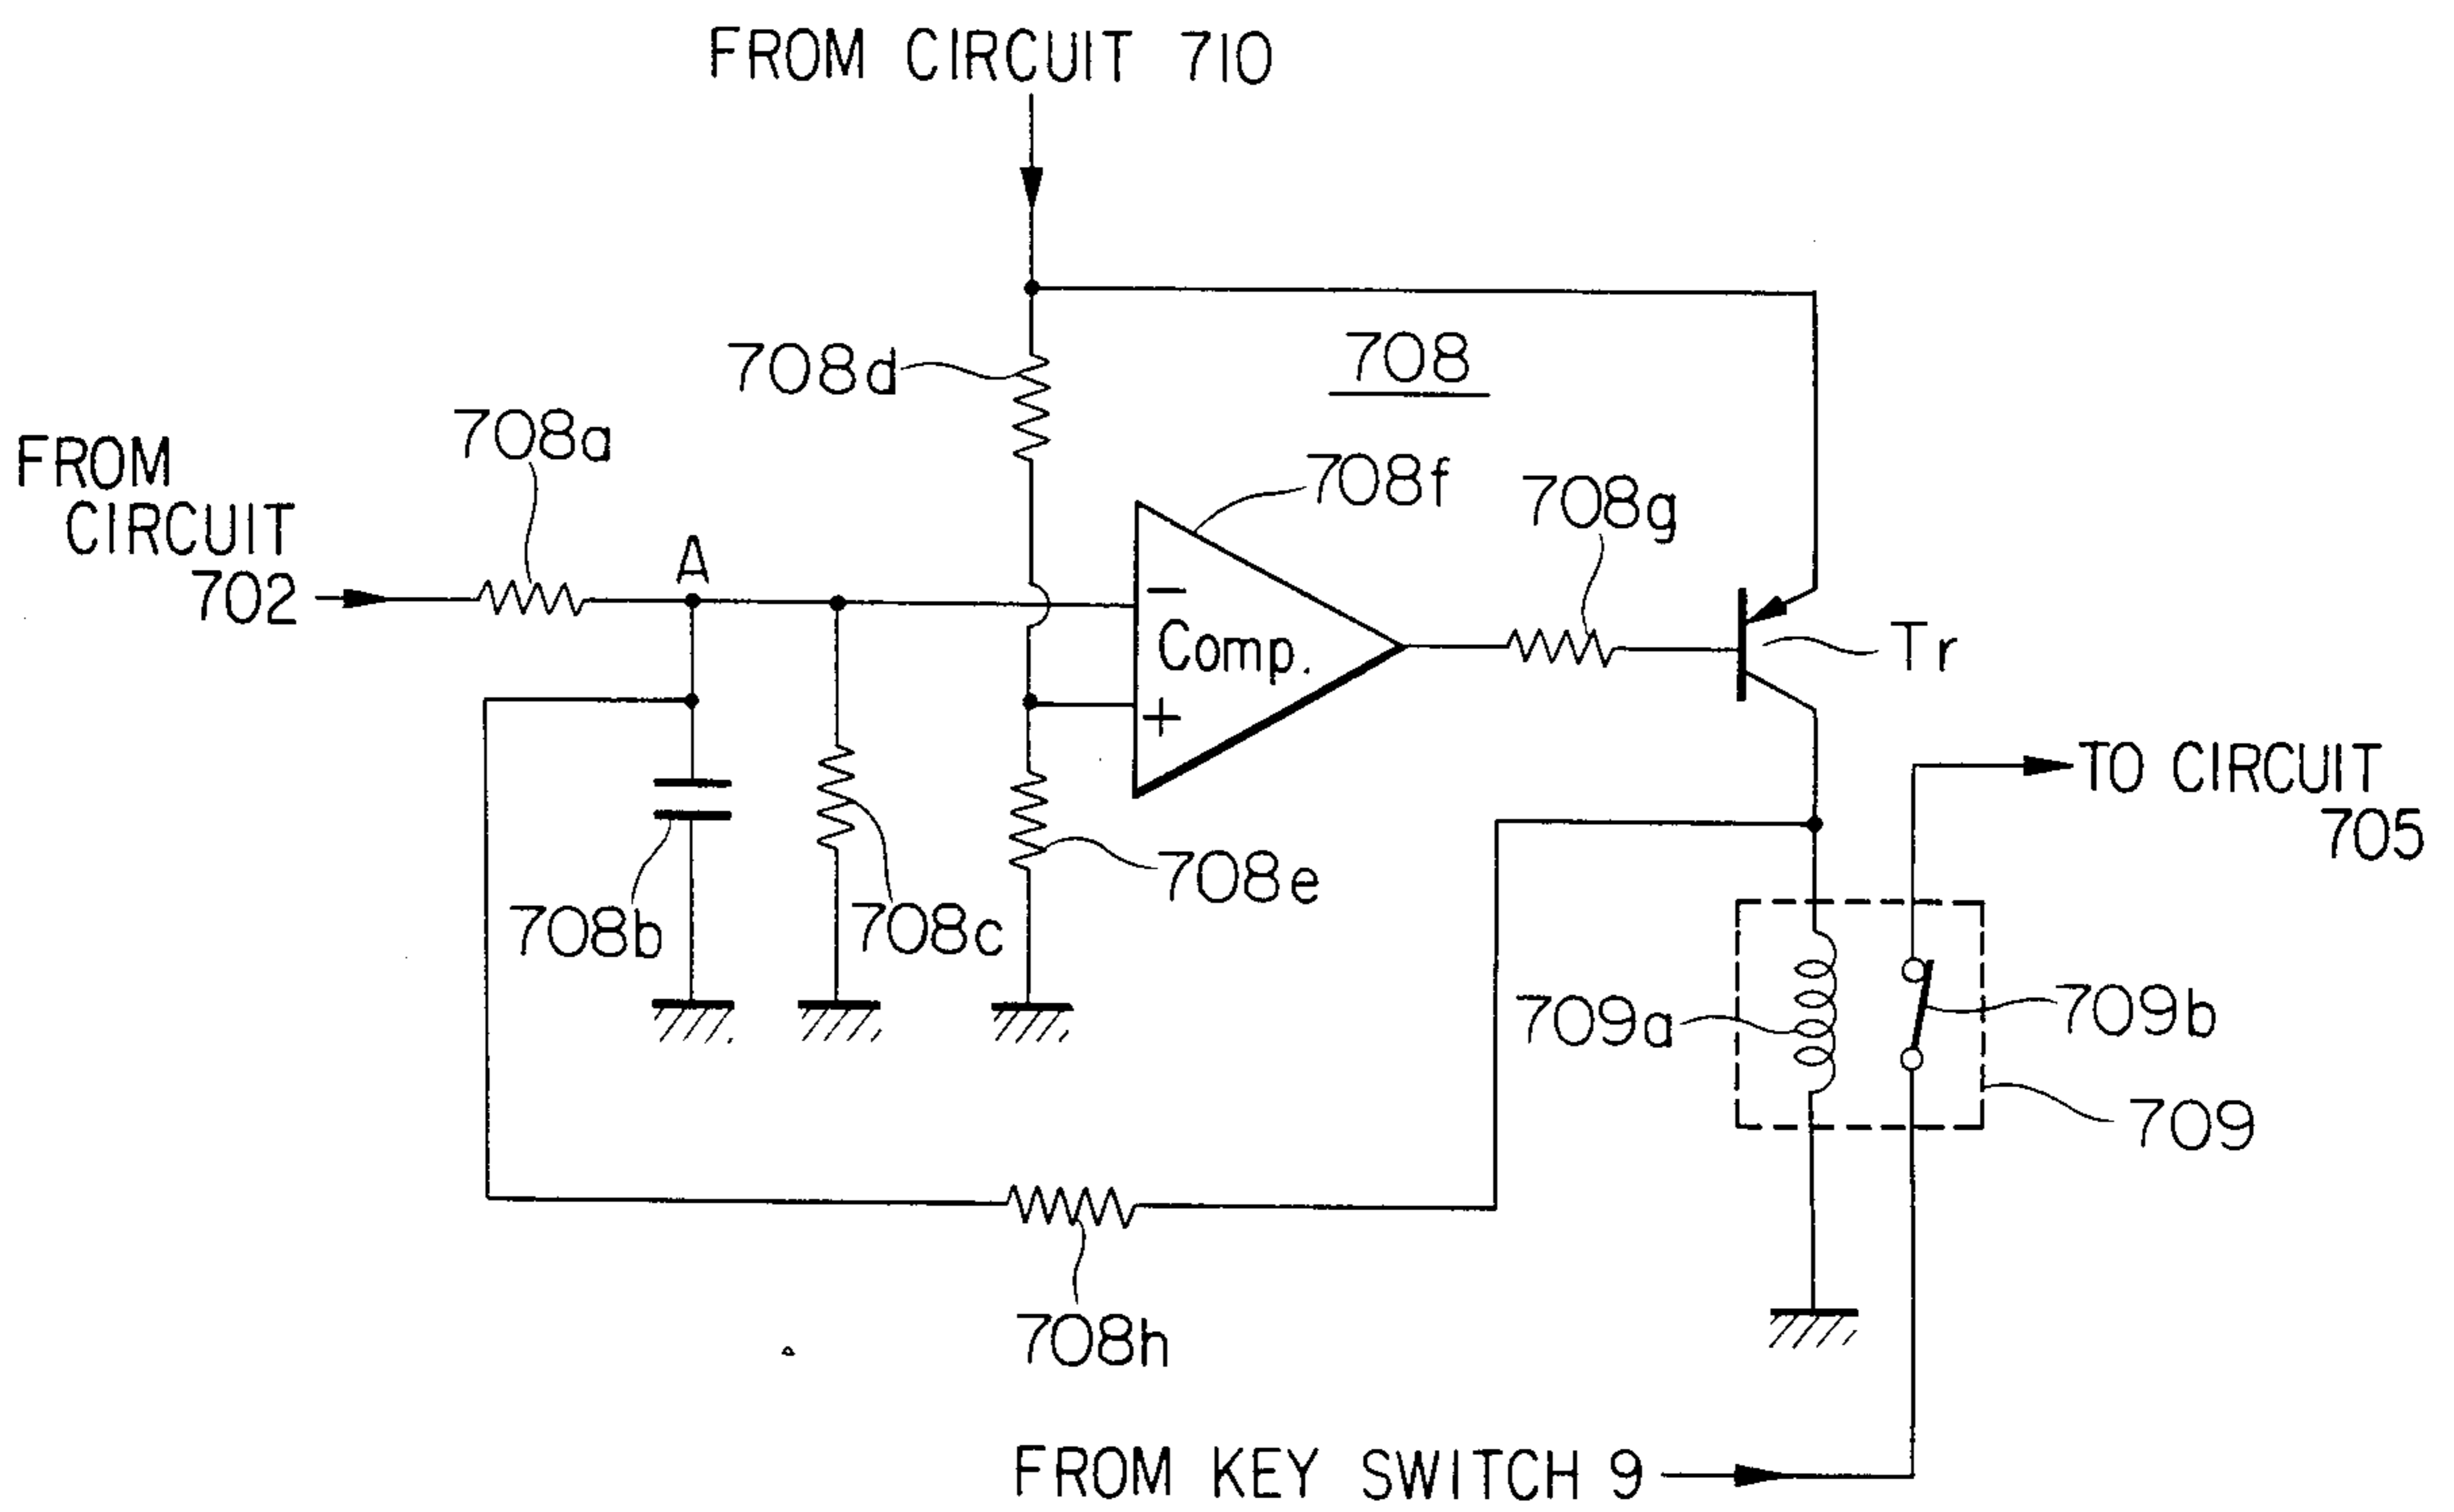 FROM CIRCUIT 710
708
708d
708a
FROM
CIRCUIT
702
A
708f
708g
−
Comp.
+
Tr
TO CIRCUIT
705
708e
708b
708c
709a
709b
709
708h
FROM KEY SWITCH 9